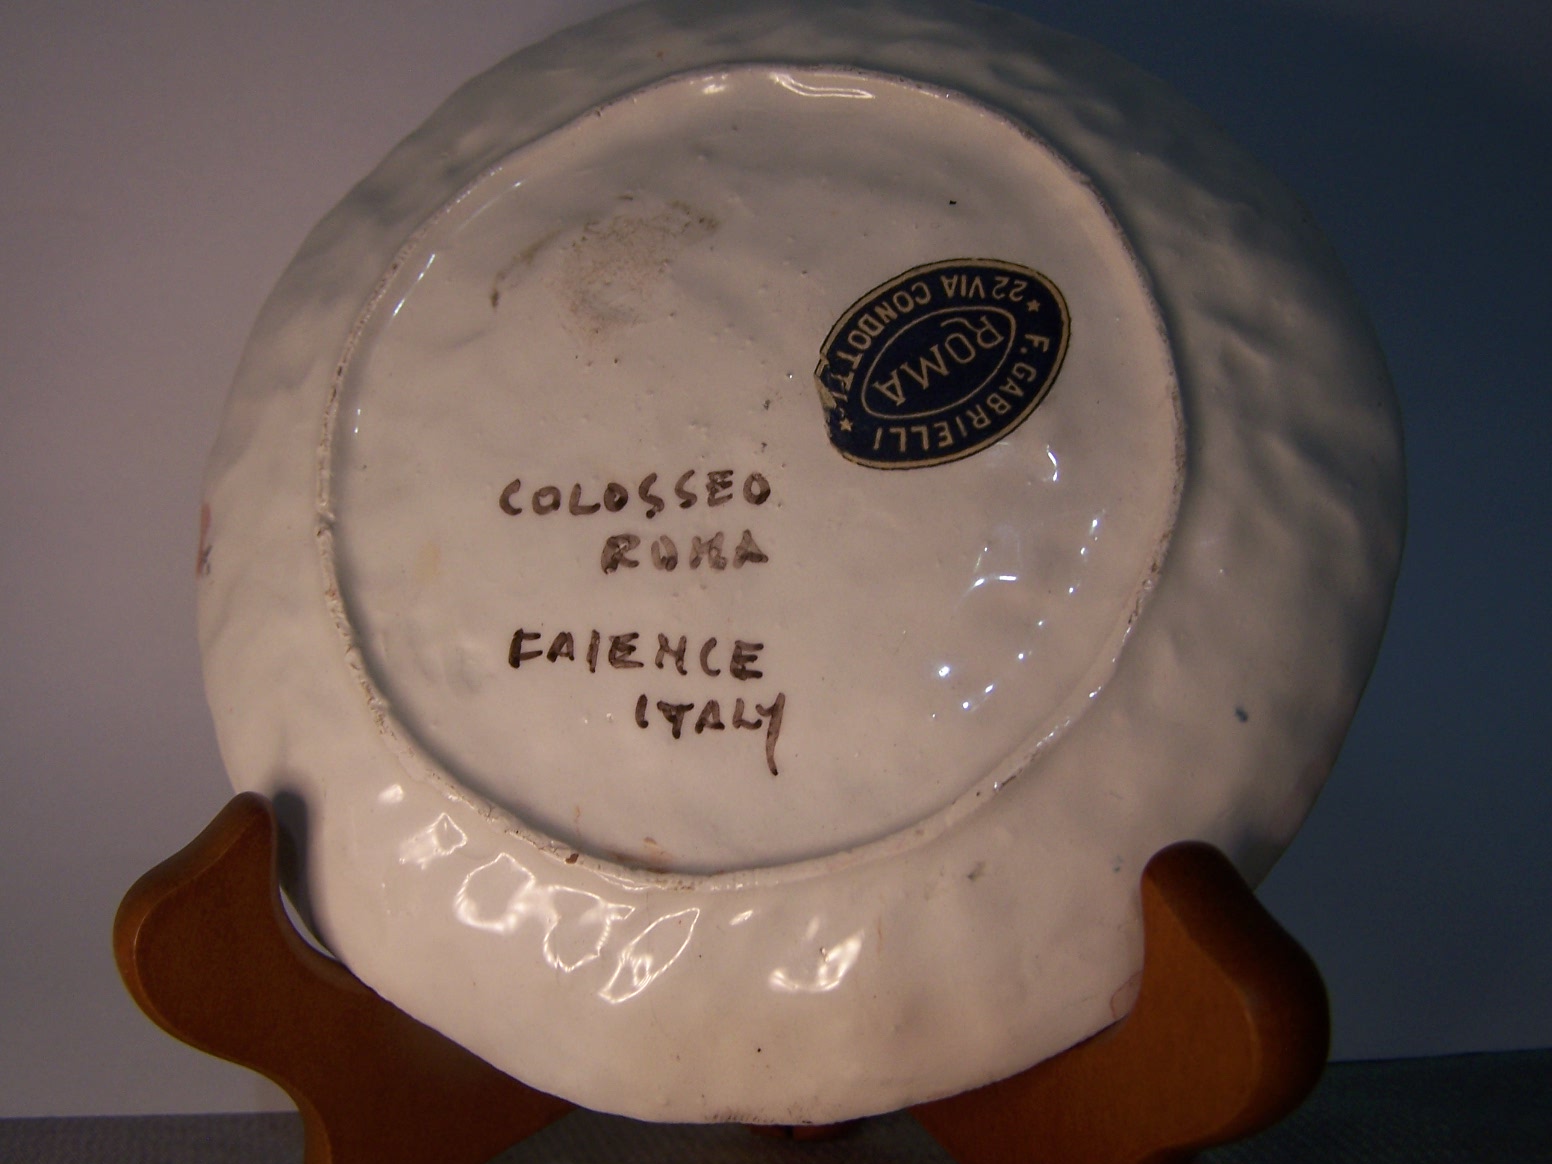 22 VIA CONDOTTI
ROMA
F. GABRIELLI
COLOSSEO
ROMA
FAIENCE
ITALY